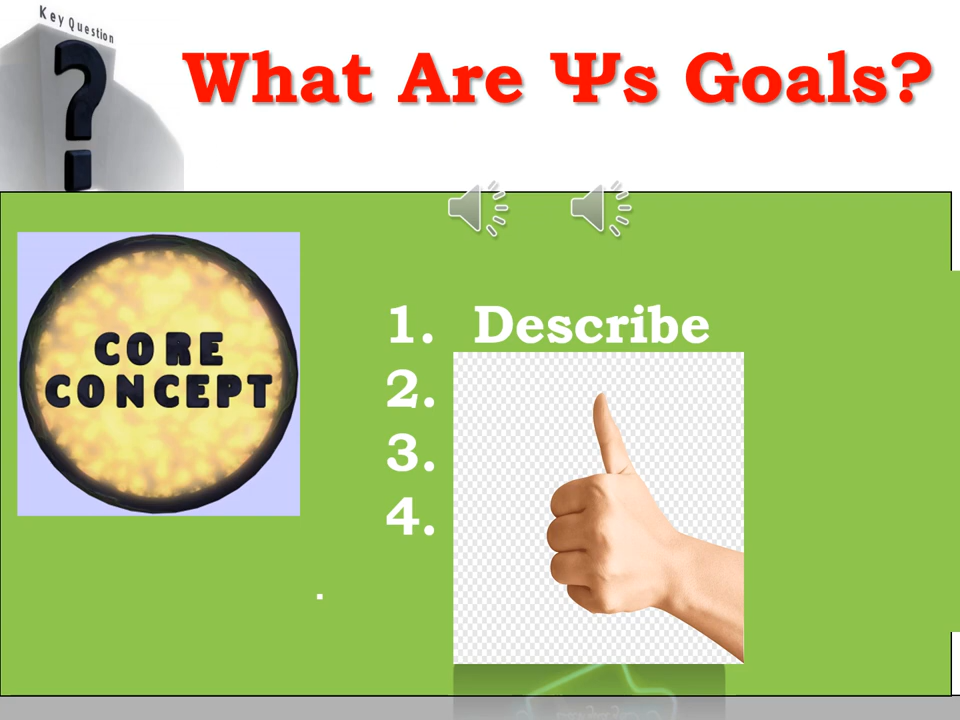 Key Question
?
What Are Ψs Goals?
CORE
CONCEPT
1. Describe
2.
3.
4.
.